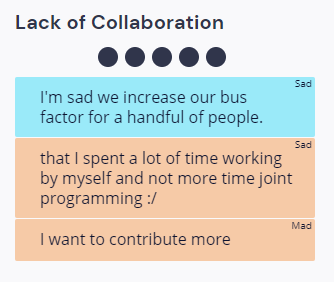 Lack of Collaboration
Sad
I'm sad we increase our bus
factor for a handful of people.
Sad
that I spent a lot of time working
by myself and not more time joint
programming :/
Mad
I want to contribute more